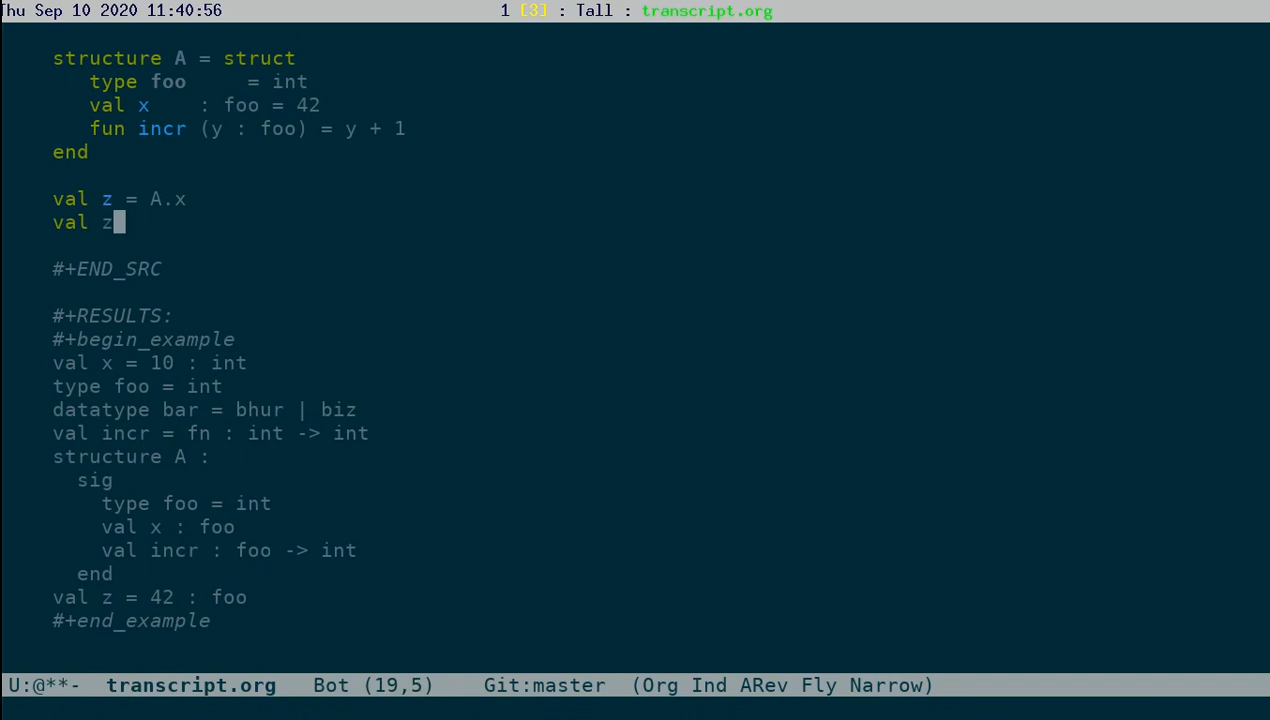 Thu Sep 10 2020 11:40:56 1 [3] : Tall : transcript.org
structure A = struct
type foo = int
val x : foo = 42
fun incr (y : foo) = y + 1
end
val z = A.x
val z
#+END_SRC
#+RESULTS:
#+begin_example
val x = 10 : int
type foo = int
datatype bar = bhur | biz
val incr = fn : int -> int
structure A :
sig
type foo = int
val x : foo
val incr : foo -> int
end
val z = 42 : foo
#+end_example
U:@**- transcript.org Bot (19,5) Git:master (Org Ind ARev Fly Narrow)